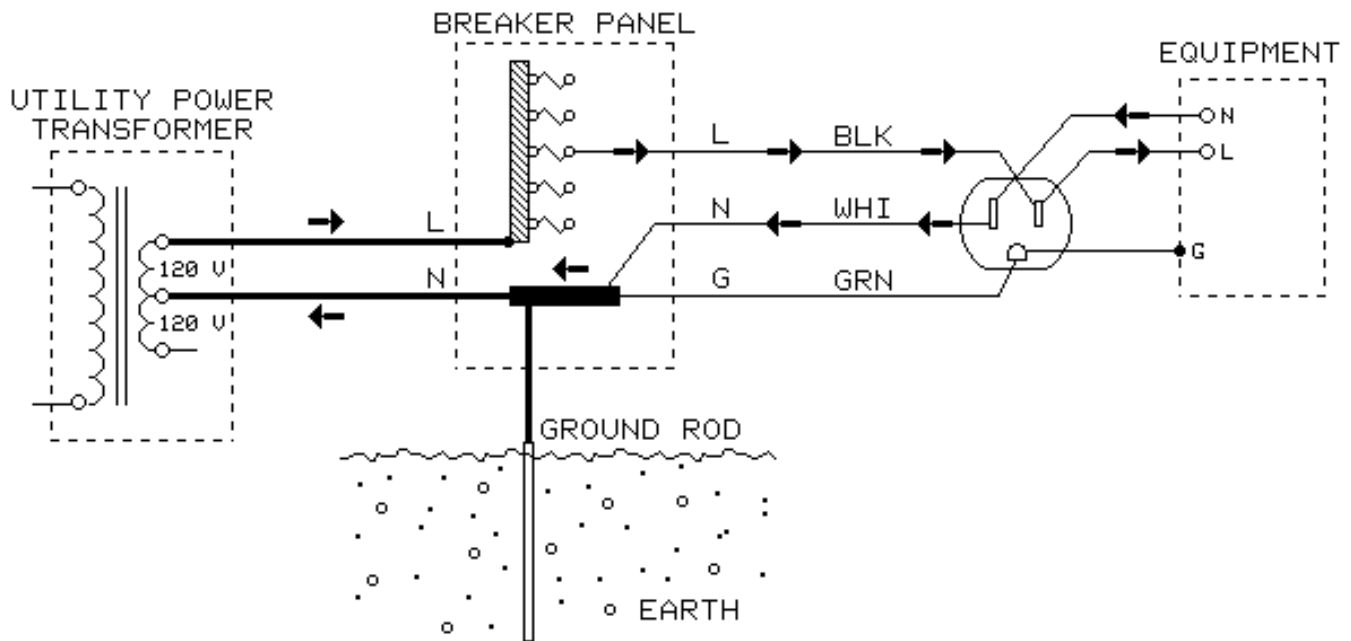 BREAKER PANEL
EQUIPMENT
UTILITY POWER
TRANSFORMER
N
L BLK
L
L
N WHI
120 V
G
N
G GRN
120 V
GROUND ROD
EARTH